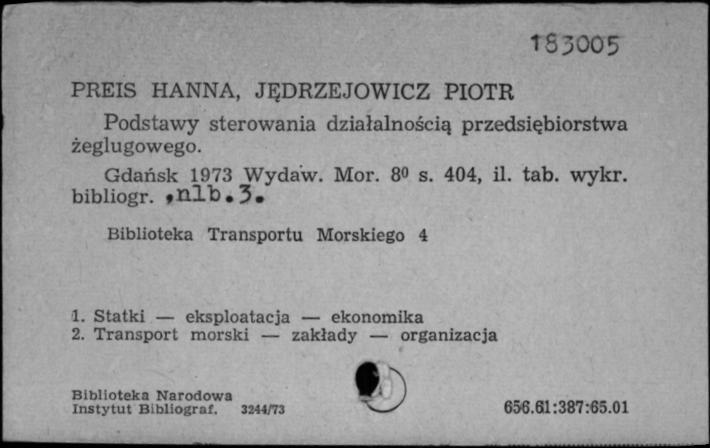 183005
PREIS HANNA, JĘDRZEJOWICZ PIOTR
Podstawy sterowania działalnością przedsiębiorstwa
żeglugowego.
Gdańsk 1973 Wydaw. Mor. 8⁰ s. 404, il. tab. wykr.
bibliogr. ,nlb.3.
Biblioteka Transportu Morskiego 4
1. Statki — eksploatacja — ekonomika
2. Transport morski — zakłady — organizacja
Biblioteka Narodowa
Instytut Bibliograf. 3244/73
656.61:387:65.01